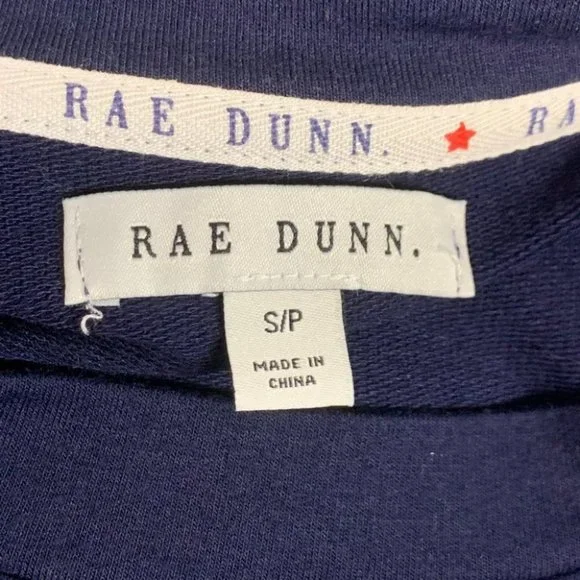 RAE DUNN. ★ RA
RAE DUNN.
S/P
MADE IN
CHINA